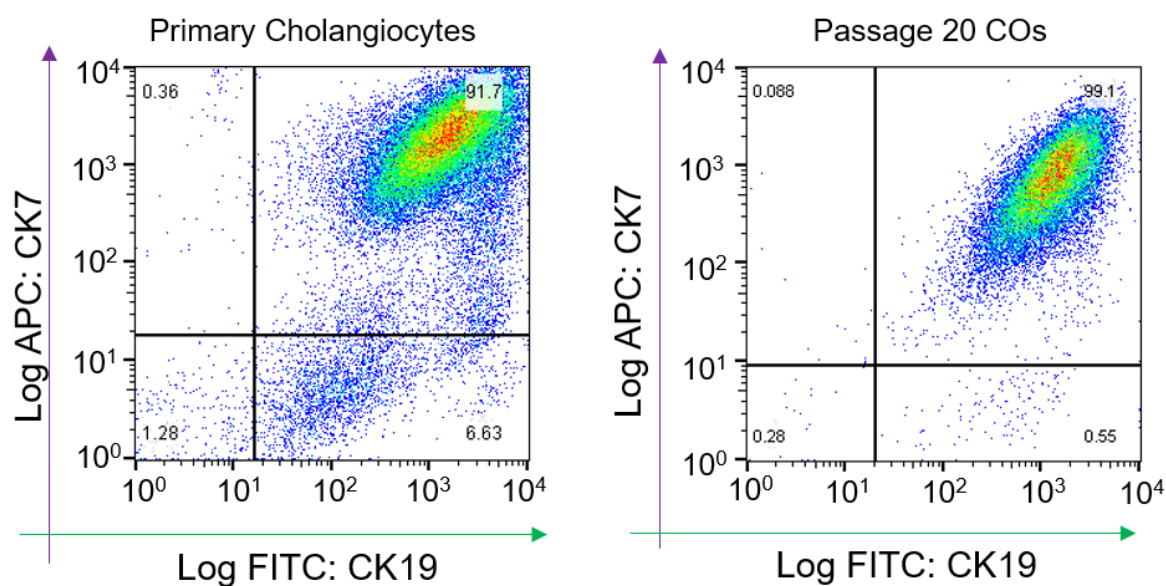 Primary Cholangiocytes
Log APC: CK7
10⁴
10³
10²
10¹
10⁰
0.36
91.7
1.28
6.63
10⁰ 10¹ 10² 10³ 10⁴
Log FITC: CK19
Passage 20 COs
Log APC: CK7
10⁴
10³
10²
10¹
10⁰
0.088
99.1
0.28
0.55
10⁰ 10¹ 10² 10³ 10⁴
Log FITC: CK19